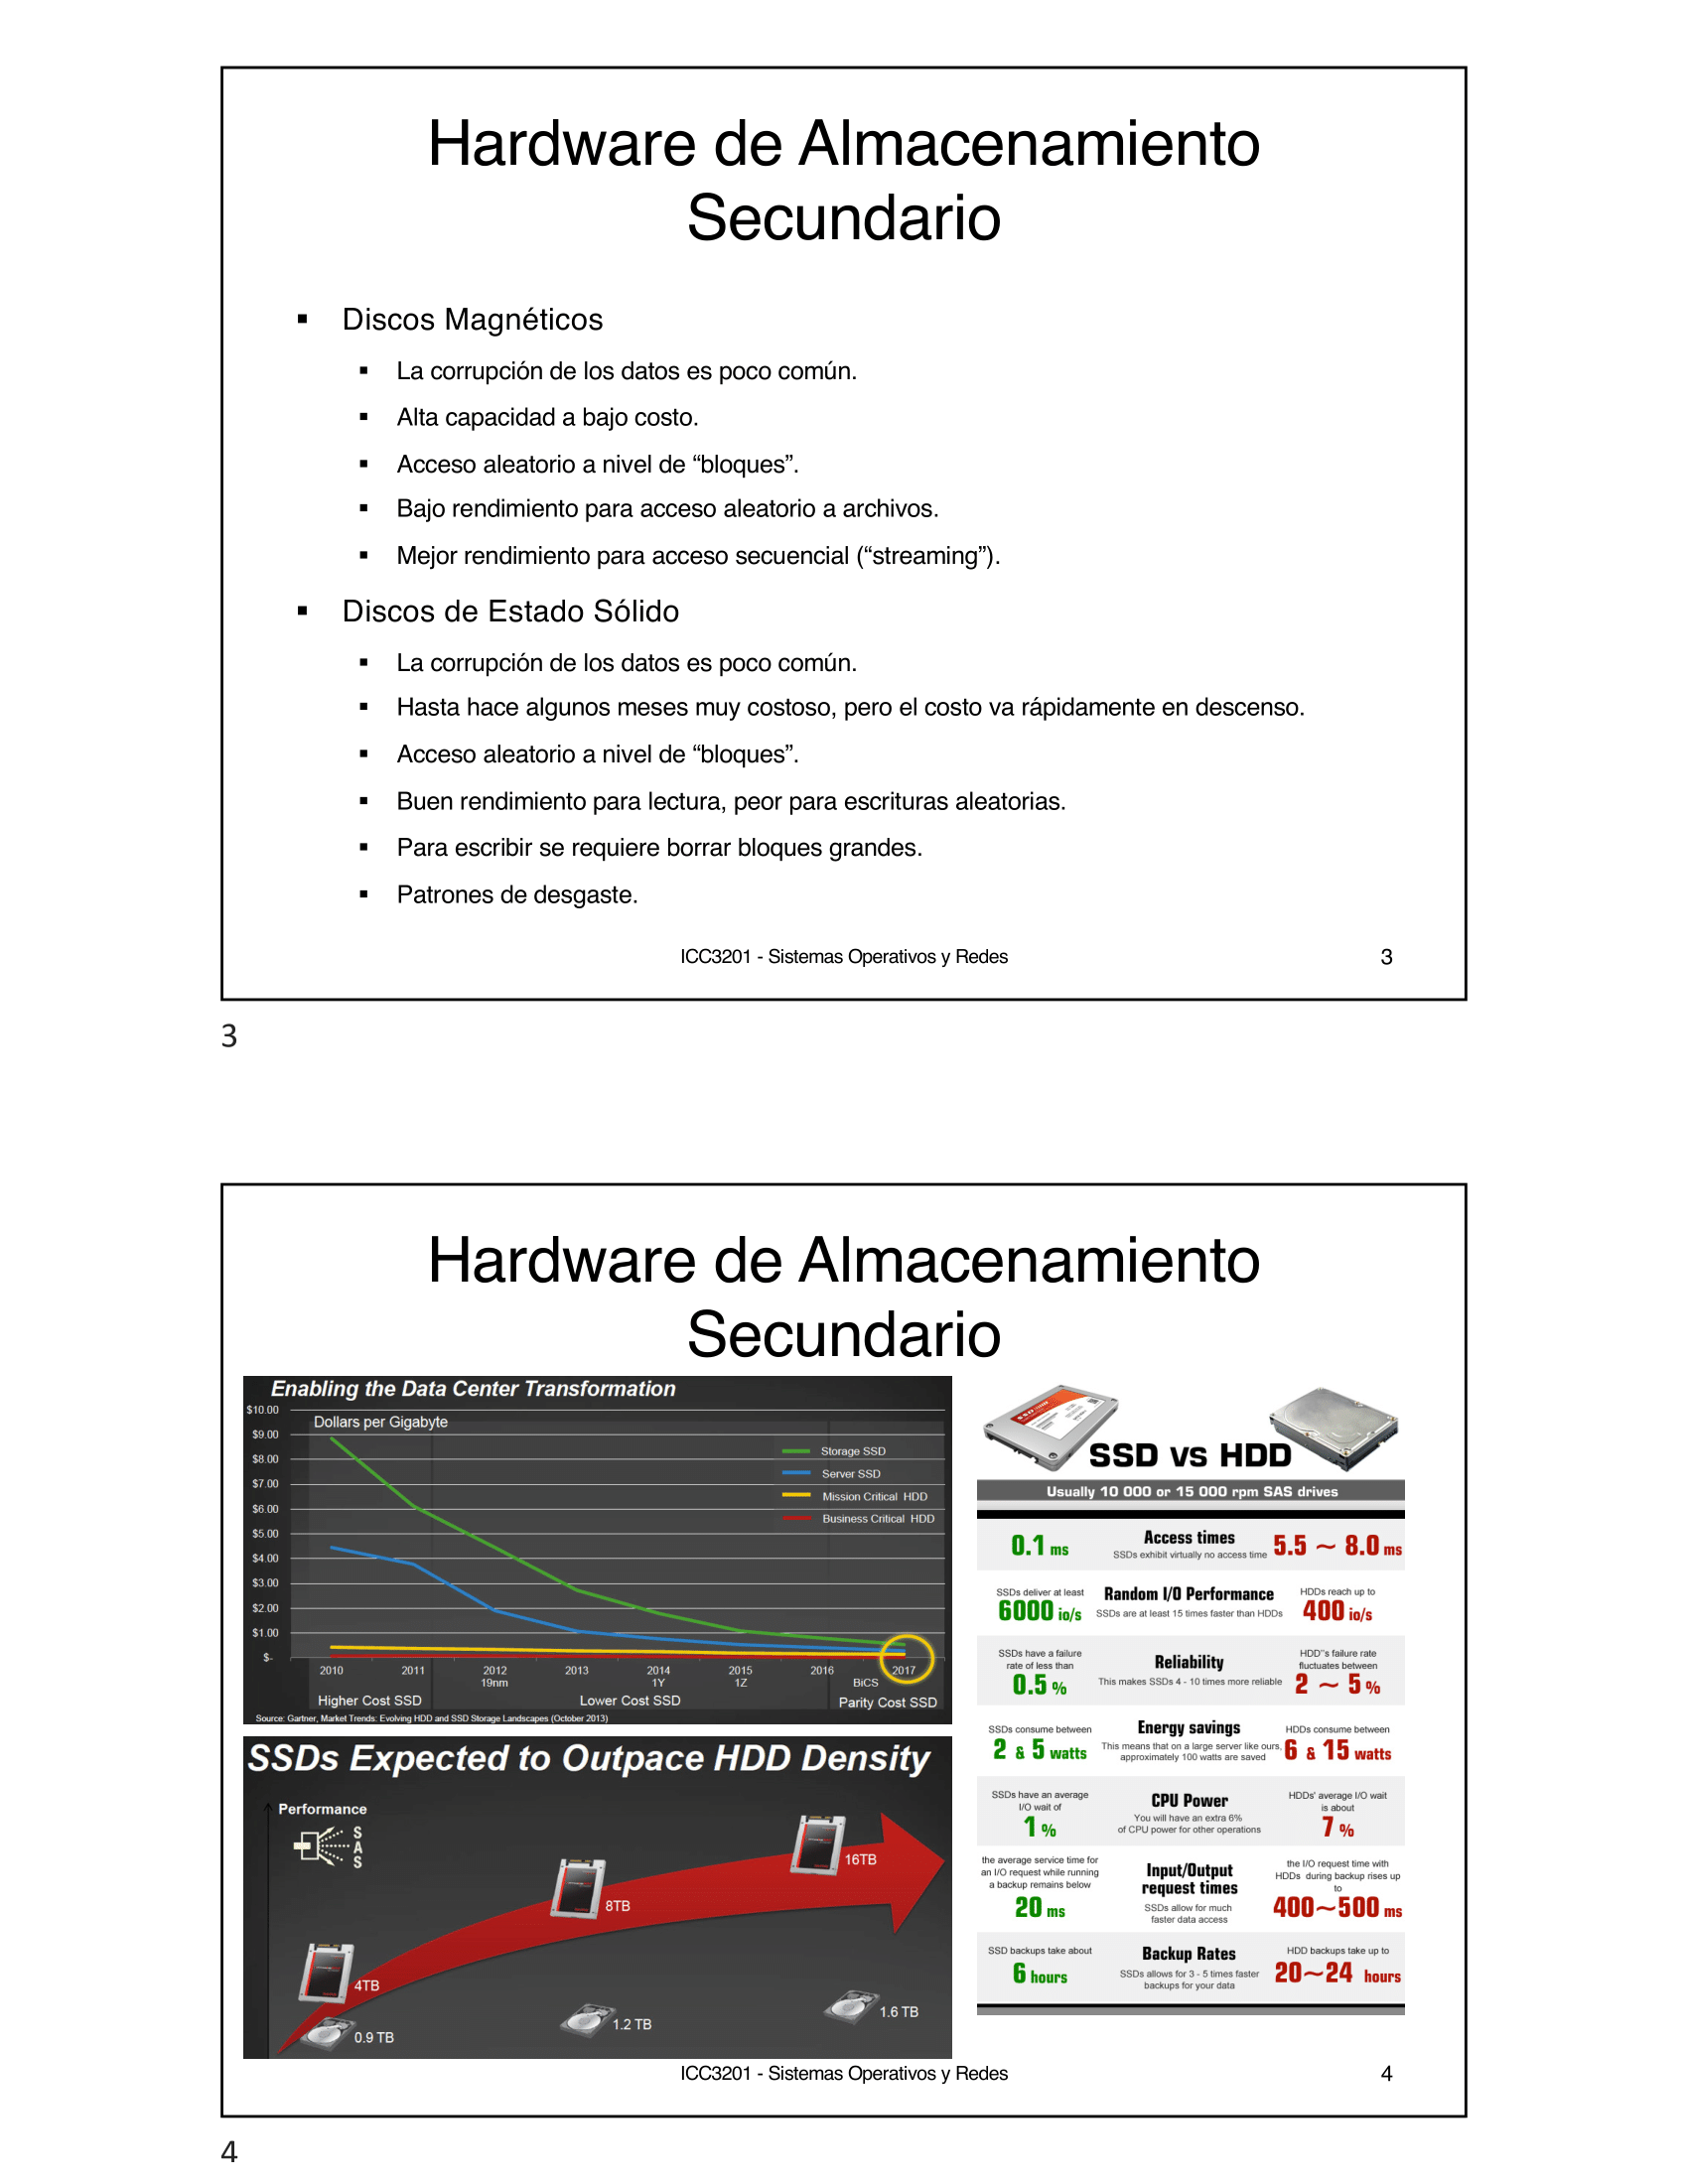 Hardware de Almacenamiento
Secundario
▪ Discos Magnéticos
▪ La corrupción de los datos es poco común.
▪ Alta capacidad a bajo costo.
▪ Acceso aleatorio a nivel de “bloques”.
▪ Bajo rendimiento para acceso aleatorio a archivos.
▪ Mejor rendimiento para acceso secuencial (“streaming”).
▪ Discos de Estado Sólido
▪ La corrupción de los datos es poco común.
▪ Hasta hace algunos meses muy costoso, pero el costo va rápidamente en descenso.
▪ Acceso aleatorio a nivel de “bloques”.
▪ Buen rendimiento para lectura, peor para escrituras aleatorias.
▪ Para escribir se requiere borrar bloques grandes.
▪ Patrones de desgaste.
ICC3201 - Sistemas Operativos y Redes 3
3
Hardware de Almacenamiento
Secundario
Enabling the Data Center Transformation
Dollars per Gigabyte
$10.00
$9.00
$8.00
$7.00
$6.00
$5.00
$4.00
$3.00
$2.00
$1.00
$-
Storage SSD
Server SSD
Mission Critical HDD
Business Critical HDD
2010 2011 2012 2013 2014 2015 2016 2017
19nm 1Y 1Z BiCS
Higher Cost SSD Lower Cost SSD Parity Cost SSD
Source: Gartner, Market Trends: Evolving HDD and SSD Storage Landscapes (October 2013)
SSDs Expected to Outpace HDD Density
Performance
SAS
16TB
8TB
4TB
0.9 TB
1.2 TB
1.6 TB
SSD vs HDD
Usually 10 000 or 15 000 rpm SAS drives
0.1 ms
Access times
SSDs exhibit virtually no access time
5.5 ~ 8.0 ms
SSDs deliver at least
6000 io/s
Random I/O Performance
SSDs are at least 15 times faster than HDDs
HDDs reach up to
400 io/s
SSDs have a failure
rate of less than
0.5 %
Reliability
This makes SSDs 4 - 10 times more reliable
HDD"s failure rate
fluctuates between
2 ~ 5 %
SSDs consume between
2 & 5 watts
Energy savings
This means that on a large server like ours,
approximately 100 watts are saved
HDDs consume between
6 & 15 watts
SSDs have an average
I/O wait of
1 %
CPU Power
You will have an extra 6%
of CPU power for other operations
HDDs' average I/O wait
is about
7 %
the average service time for
an I/O request while running
a backup remains below
20 ms
Input/Output
request times
SSDs allow for much
faster data access
the I/O request time with
HDDs during backup rises up
to
400~500 ms
SSD backups take about
6 hours
Backup Rates
SSDs allows for 3 - 5 times faster
backups for your data
HDD backups take up to
20~24 hours
ICC3201 - Sistemas Operativos y Redes 4
4